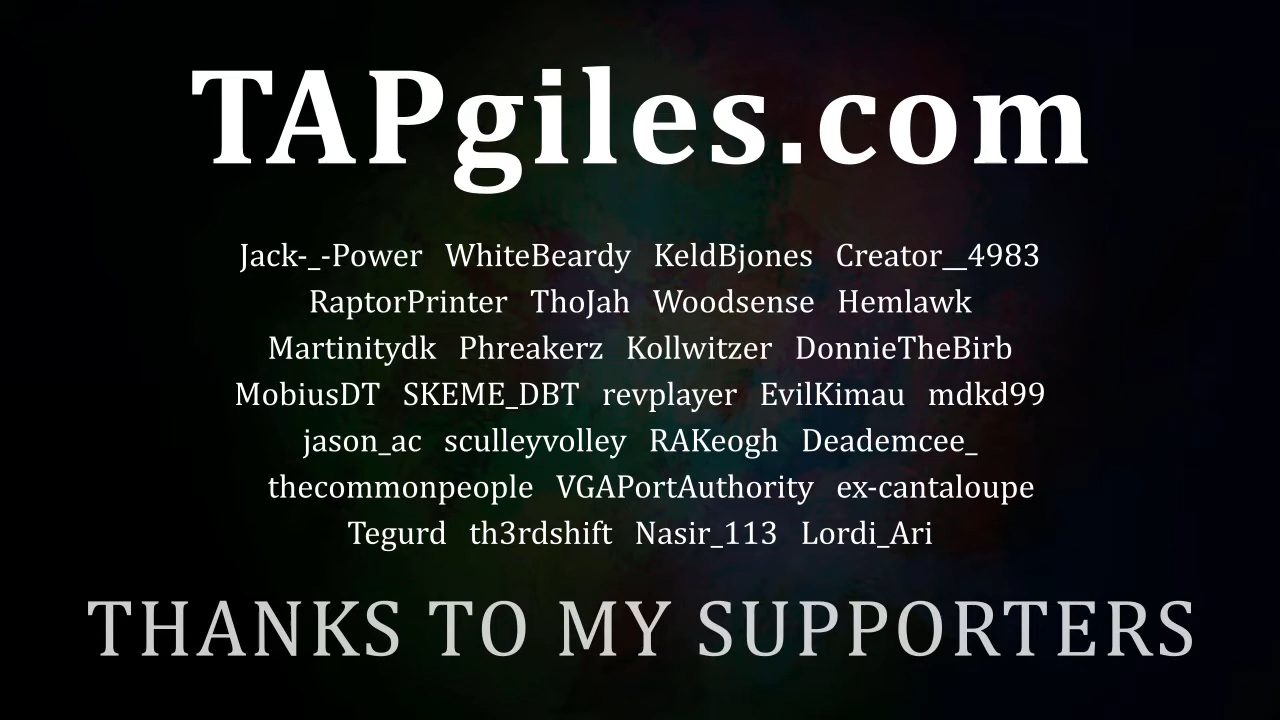 TAPgiles.com
Jack-_-Power WhiteBeardy KeldBjones Creator__4983
RaptorPrinter ThoJah Woodsense Hemlawk
Martinitydk Phreakerz Kollwitzer DonnieTheBirb
MobiusDT SKEME_DBT revplayer EvilKimau mdkd99
jason_ac sculleyvolley RAKeogh Deademcee_
thecommonpeople VGAPortAuthority ex-cantaloupe
Tegurd th3rdshift Nasir_113 Lordi_Ari
THANKS TO MY SUPPORTERS